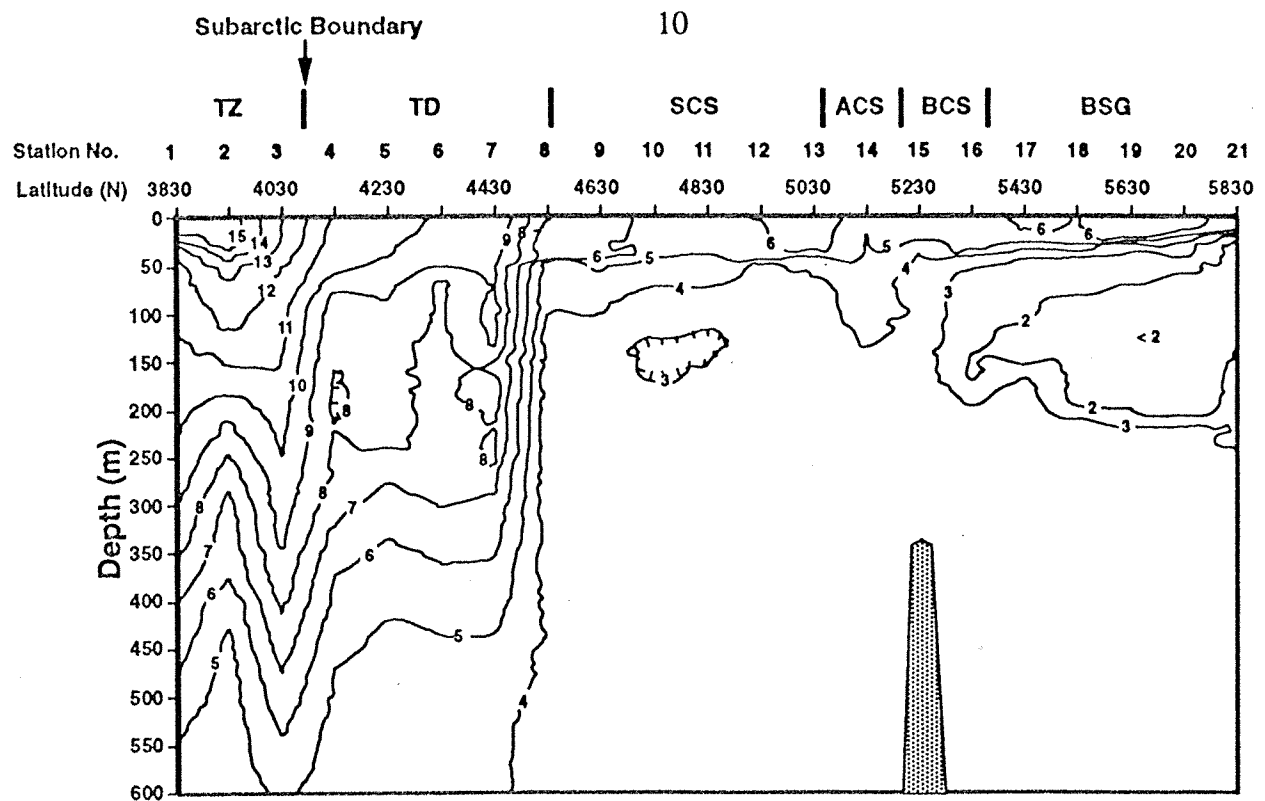 10
Subarctic Boundary
TZ TD SCS ACS BCS BSG
Station No. 1 2 3 4 5 6 7 8 9 10 11 12 13 14 15 16 17 18 19 20 21
Latitude (N) 3830 4030 4230 4430 4630 4830 5030 5230 5430 5630 5830
Depth (m)
0
50
100
150
200
250
300
350
400
450
500
550
600
15 14 13 12 11 10 9 8 7 6 5
8 8 8
9 8
8 7 6 5 4
6 5 4 3
6 5 4 3
6 6
2 <2
2 3